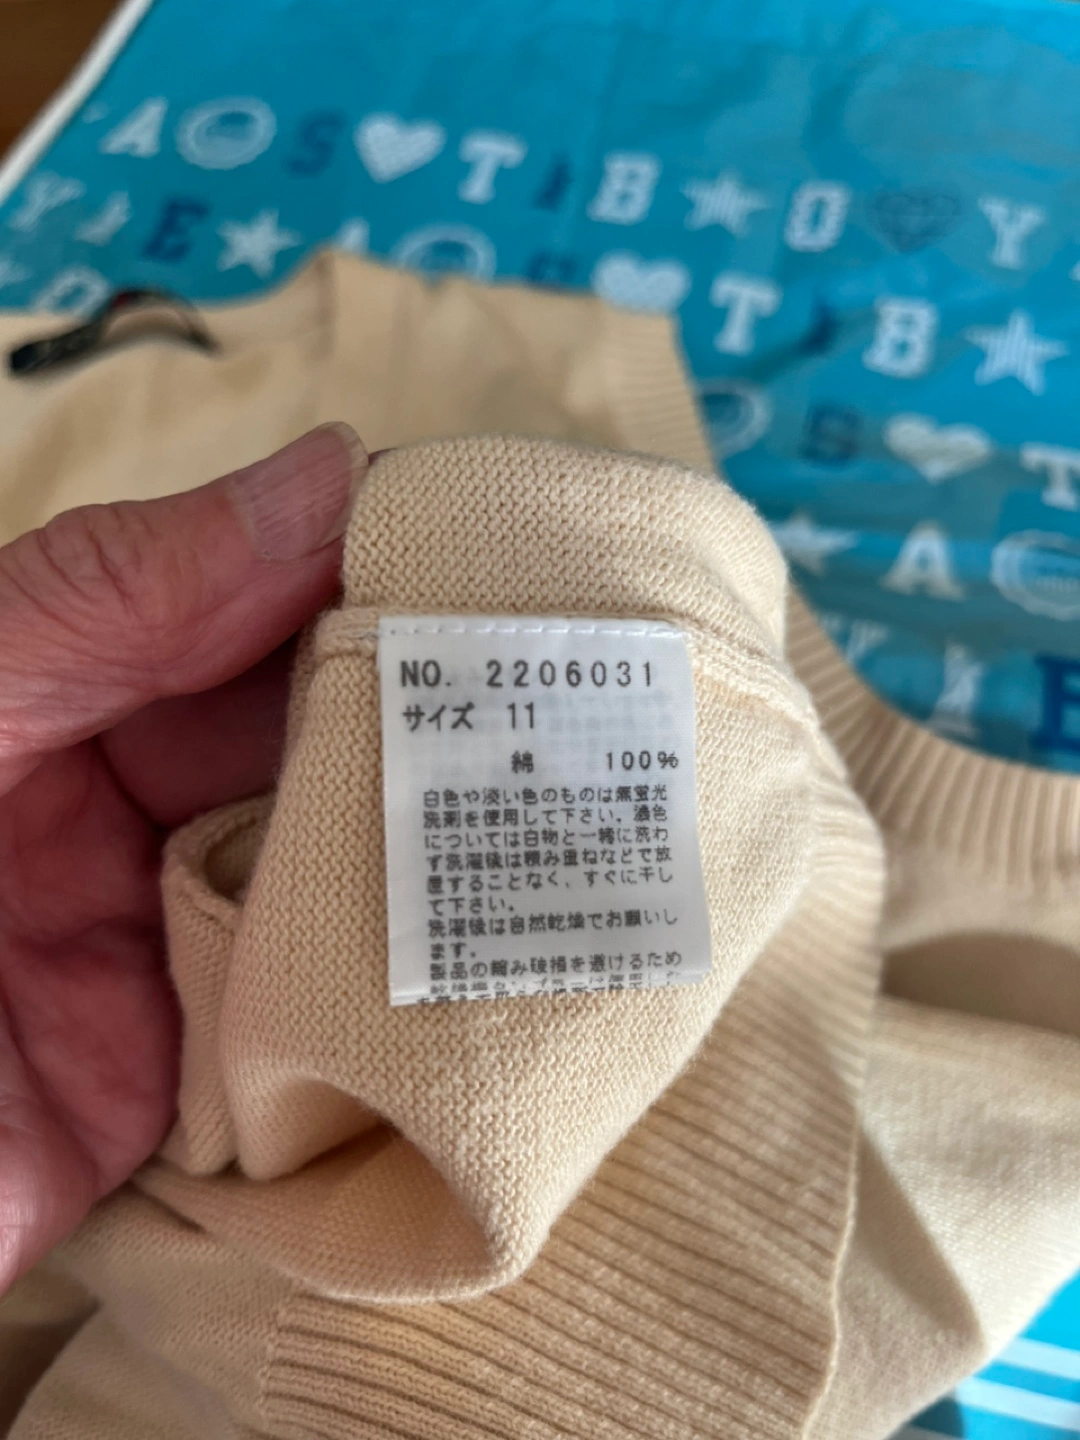 A S T B O Y
Y E A S T
T B
S T
A
NO. 2206031
サイズ 11
綿 100%
白色や淡い色のものは無蛍光
洗剤を使用して下さい。濃色
については白物と一緒に洗わ
ず洗濯後は積み重ねなどで放
置することなく、すぐに干し
て下さい。
洗濯後は自然乾燥でお願いし
ます。
製品の縮み破損を避けるため